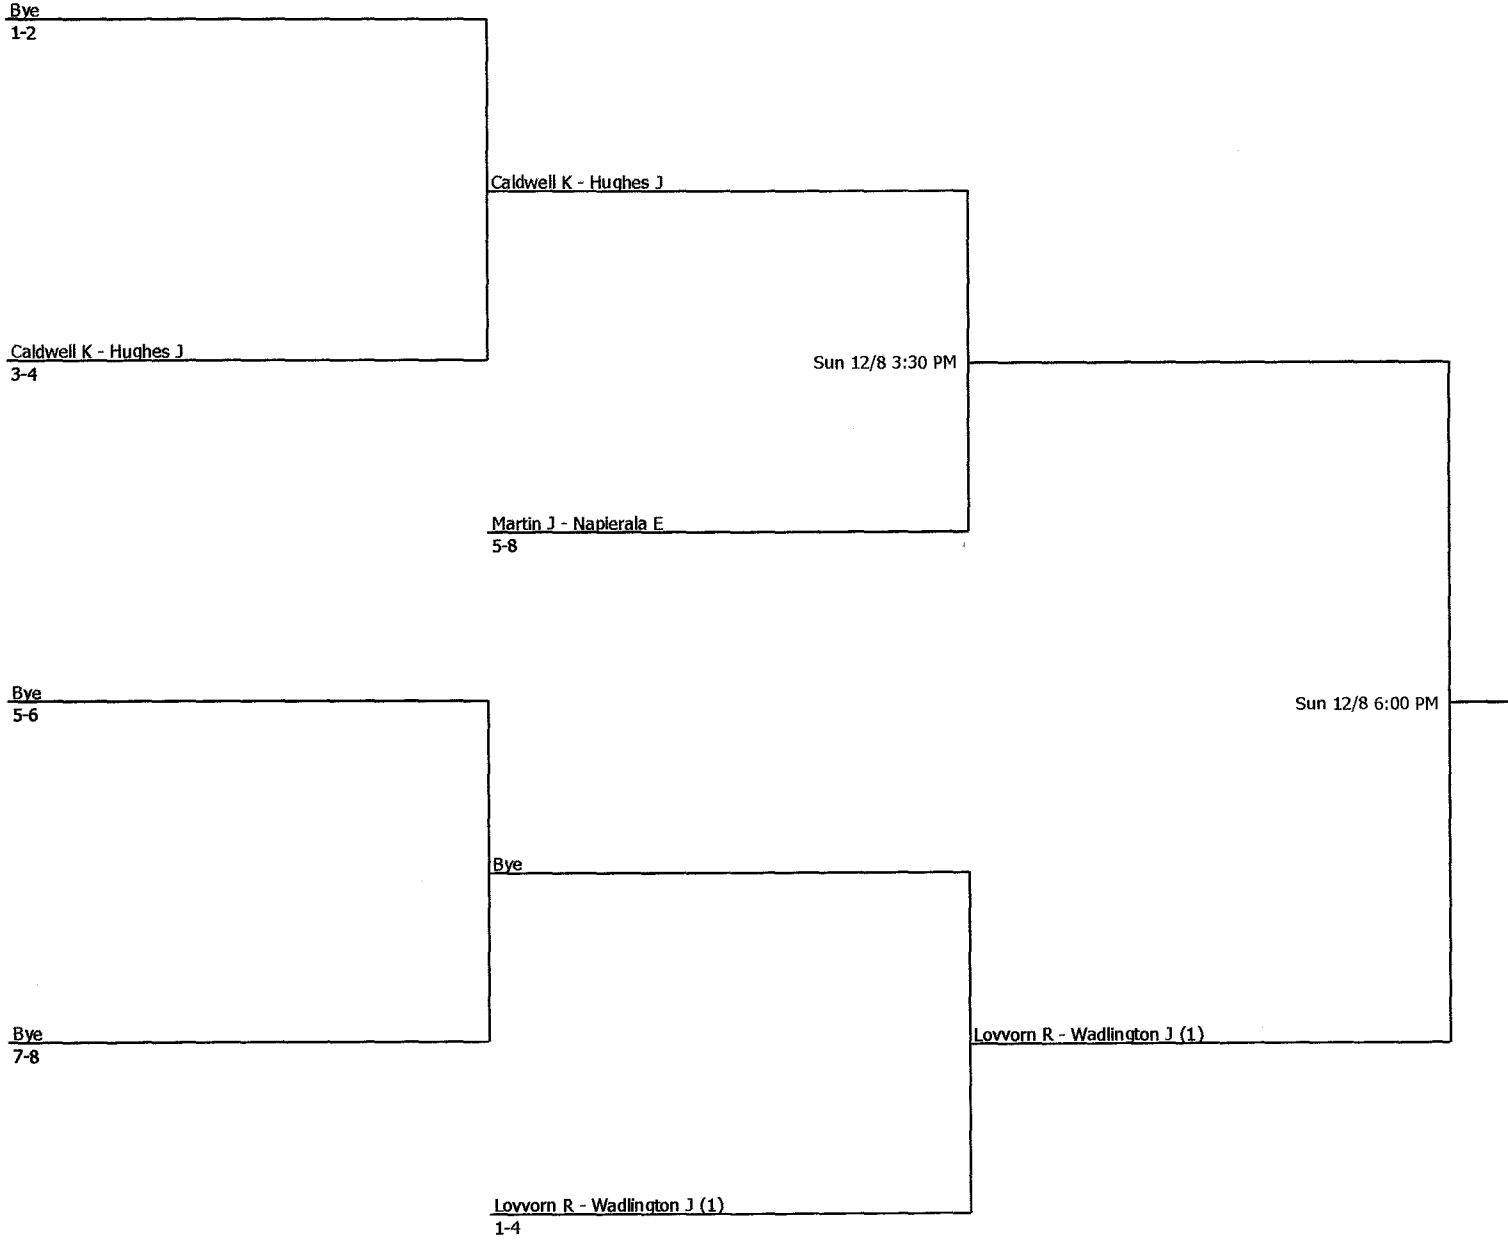 Bye
1-2
Caldwell K - Hughes J
Caldwell K - Hughes J
3-4
Sun 12/8 3:30 PM
Martin J - Napierala E
5-8
Bye
5-6
Sun 12/8 6:00 PM
Bye
Bye
7-8
Lovvorn R - Wadlington J (1)
Lovvorn R - Wadlington J (1)
1-4